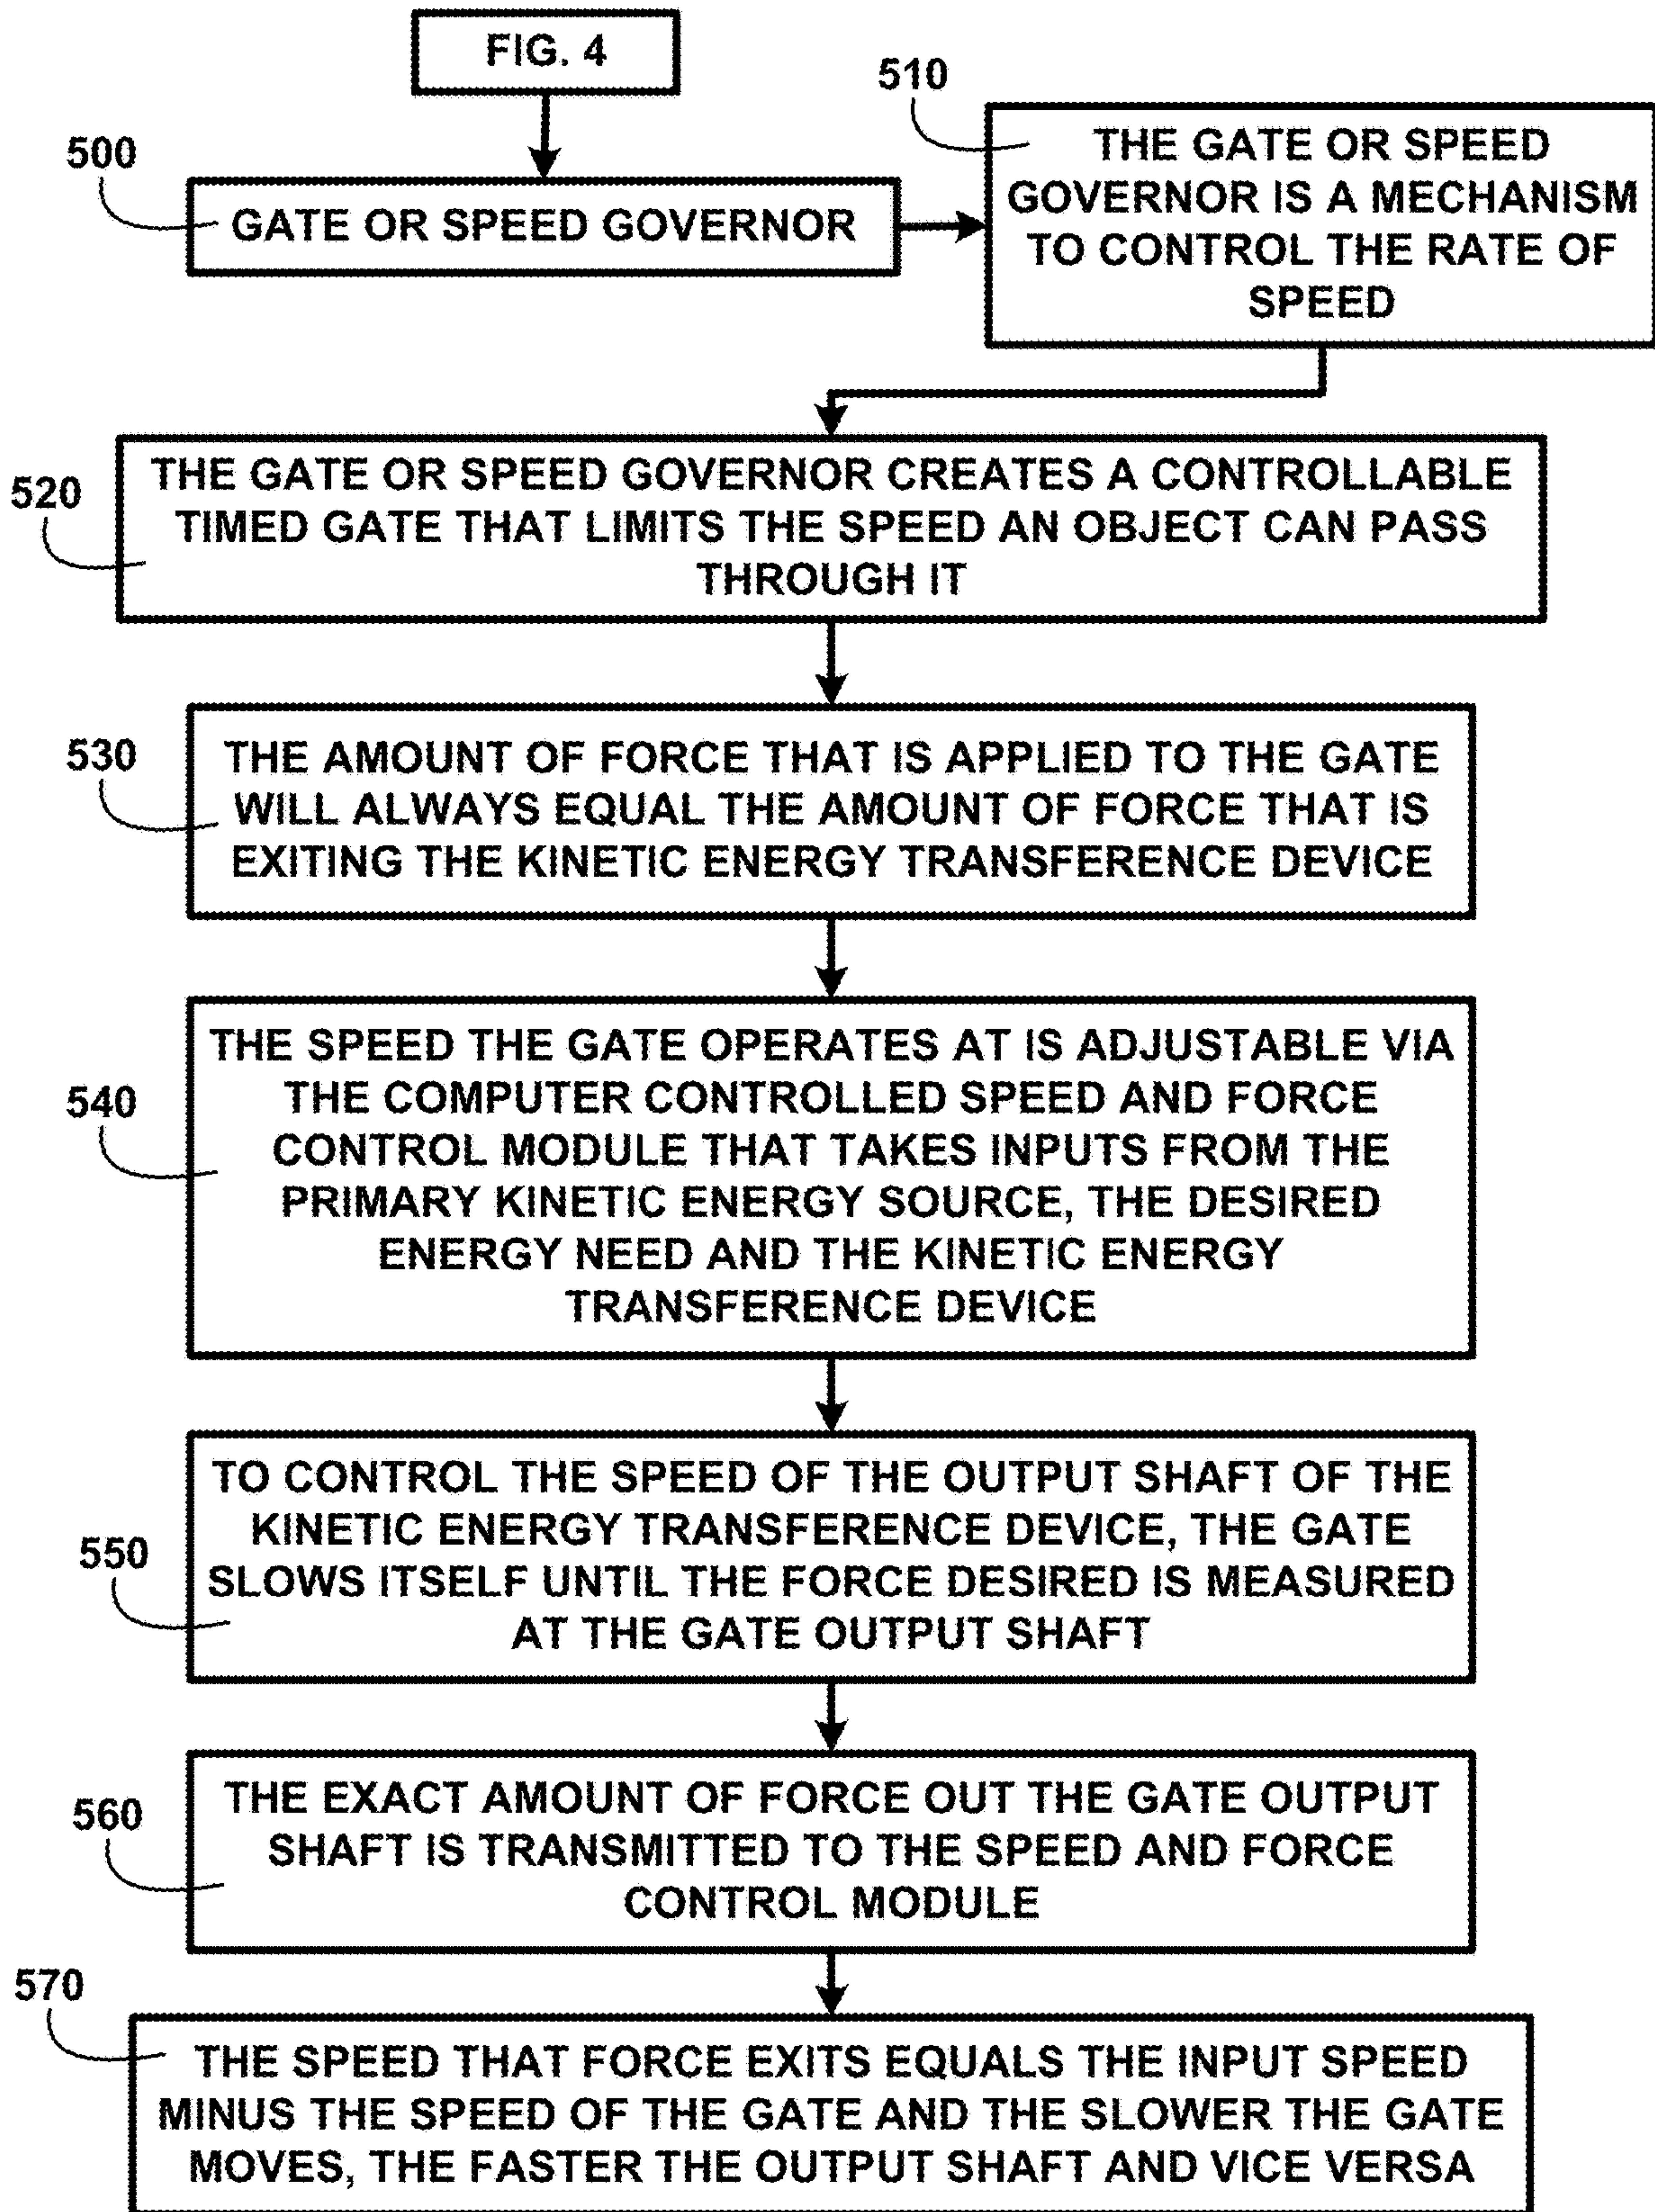 FIG. 4
500
GATE OR SPEED GOVERNOR
510
THE GATE OR SPEED
GOVERNOR IS A MECHANISM
TO CONTROL THE RATE OF
SPEED
520
THE GATE OR SPEED GOVERNOR CREATES A CONTROLLABLE
TIMED GATE THAT LIMITS THE SPEED AN OBJECT CAN PASS
THROUGH IT
530
THE AMOUNT OF FORCE THAT IS APPLIED TO THE GATE
WILL ALWAYS EQUAL THE AMOUNT OF FORCE THAT IS
EXITING THE KINETIC ENERGY TRANSFERENCE DEVICE
540
THE SPEED THE GATE OPERATES AT IS ADJUSTABLE VIA
THE COMPUTER CONTROLLED SPEED AND FORCE
CONTROL MODULE THAT TAKES INPUTS FROM THE
PRIMARY KINETIC ENERGY SOURCE, THE DESIRED
ENERGY NEED AND THE KINETIC ENERGY
TRANSFERENCE DEVICE
550
TO CONTROL THE SPEED OF THE OUTPUT SHAFT OF THE
KINETIC ENERGY TRANSFERENCE DEVICE, THE GATE
SLOWS ITSELF UNTIL THE FORCE DESIRED IS MEASURED
AT THE GATE OUTPUT SHAFT
560
THE EXACT AMOUNT OF FORCE OUT THE GATE OUTPUT
SHAFT IS TRANSMITTED TO THE SPEED AND FORCE
CONTROL MODULE
570
THE SPEED THAT FORCE EXITS EQUALS THE INPUT SPEED
MINUS THE SPEED OF THE GATE AND THE SLOWER THE GATE
MOVES, THE FASTER THE OUTPUT SHAFT AND VICE VERSA